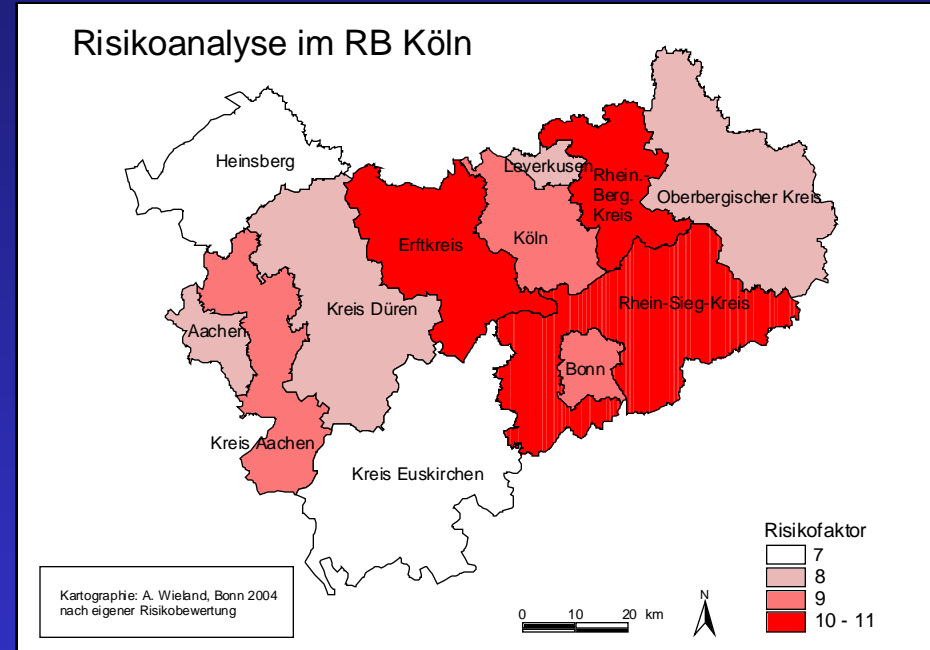 Risikoanalyse im RB Köln
Heinsberg
Leverkusen
Rhein.
Berg.
Kreis
Oberbergischer Kreis
Erftkreis
Köln
Kreis Düren
Rhein-Sieg-Kreis
Aachen
Bonn
Kreis Aachen
Kreis Euskirchen
Risikofaktor
7
8
9
10 - 11
Kartographie: A. Wieland, Bonn 2004
nach eigener Risikobewertung
0 10 20 km
N